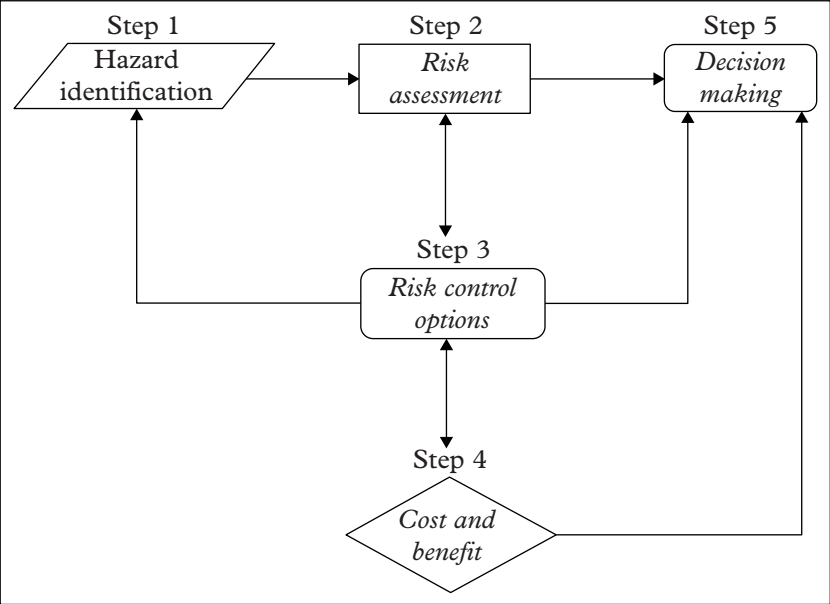 Step 1
Hazard
identification
Step 2
Risk
assessment
Step 5
Decision
making
Step 3
Risk control
options
Step 4
Cost and
benefit